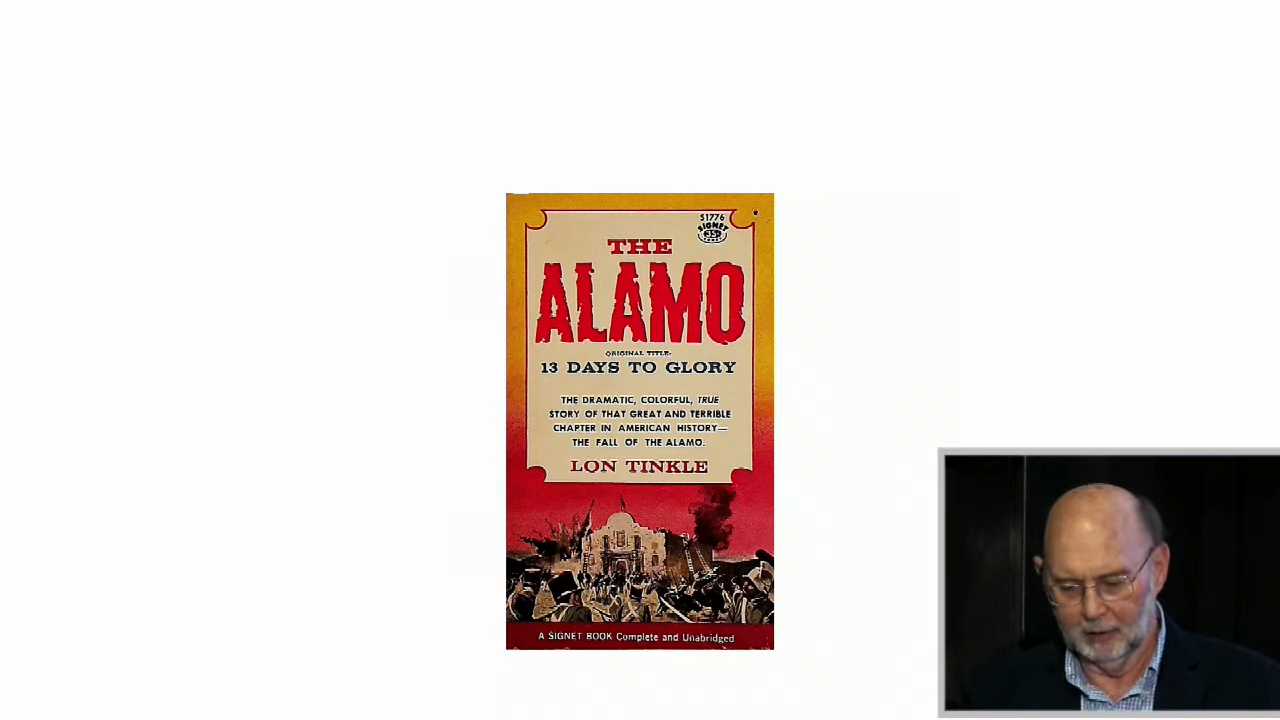 S1776
SIGNET
THE
ALAMO
ORIGINAL TITLE:
13 DAYS TO GLORY
THE DRAMATIC, COLORFUL, TRUE
STORY OF THAT GREAT AND TERRIBLE
CHAPTER IN AMERICAN HISTORY—
THE FALL OF THE ALAMO.
LON TINKLE
A SIGNET BOOK Complete and Unabridged